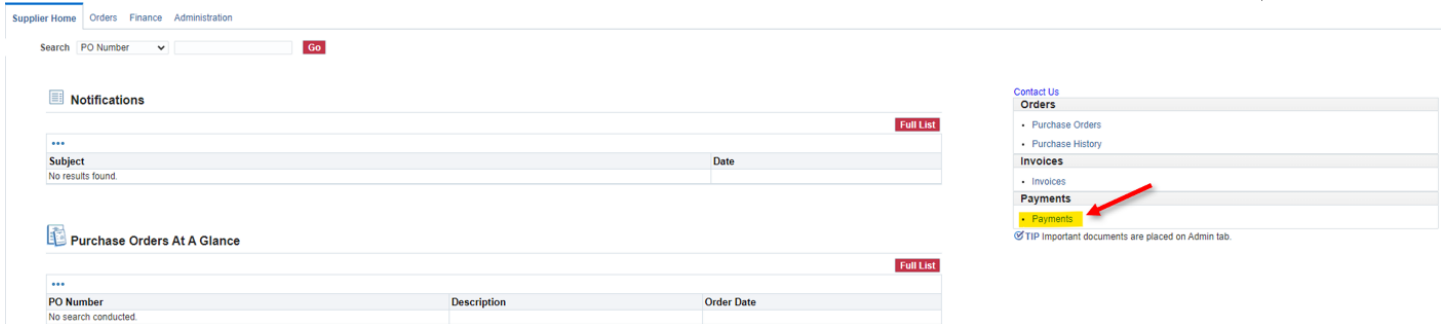 Supplier Home Orders Finance Administration
Search PO Number Go
Notifications
Full List
Subject Date
No results found.
Purchase Orders At A Glance
Full List
PO Number Description Order Date
No search conducted.
Contact Us
Orders
• Purchase Orders
• Purchase History
Invoices
• Invoices
Payments
• Payments
TIP Important documents are placed on Admin tab.